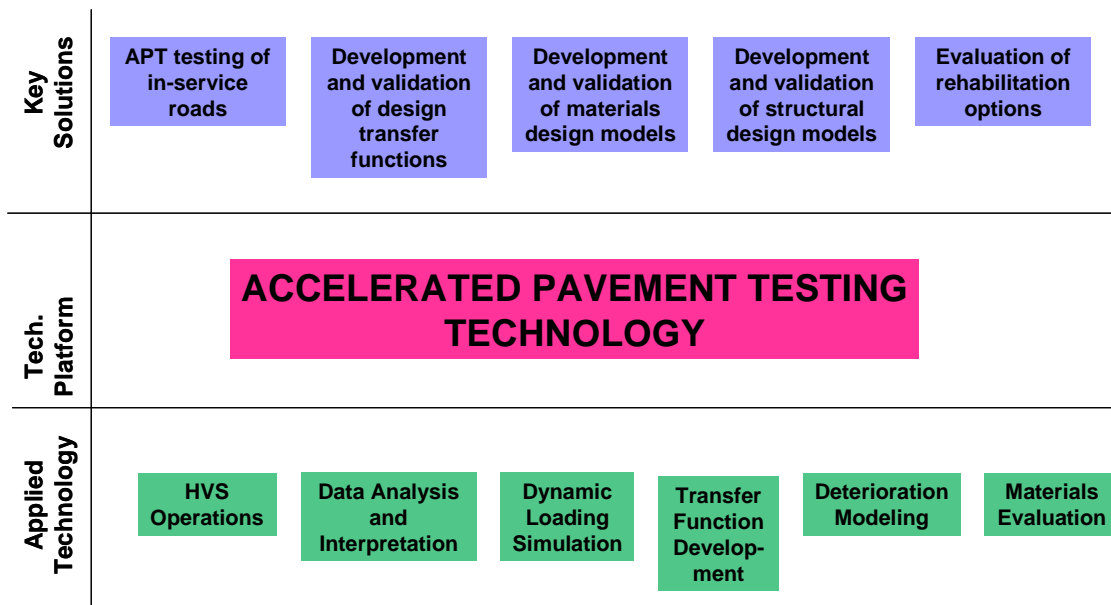 Key
Solutions
APT testing of
in-service
roads
Development
and validation
of design
transfer
functions
Development
and validation
of materials
design models
Development
and validation
of structural
design models
Evaluation of
rehabilitation
options
Tech.
Platform
ACCELERATED PAVEMENT TESTING
TECHNOLOGY
Applied
Technology
HVS
Operations
Data Analysis
and
Interpretation
Dynamic
Loading
Simulation
Transfer
Function
Develop-
ment
Deterioration
Modeling
Materials
Evaluation